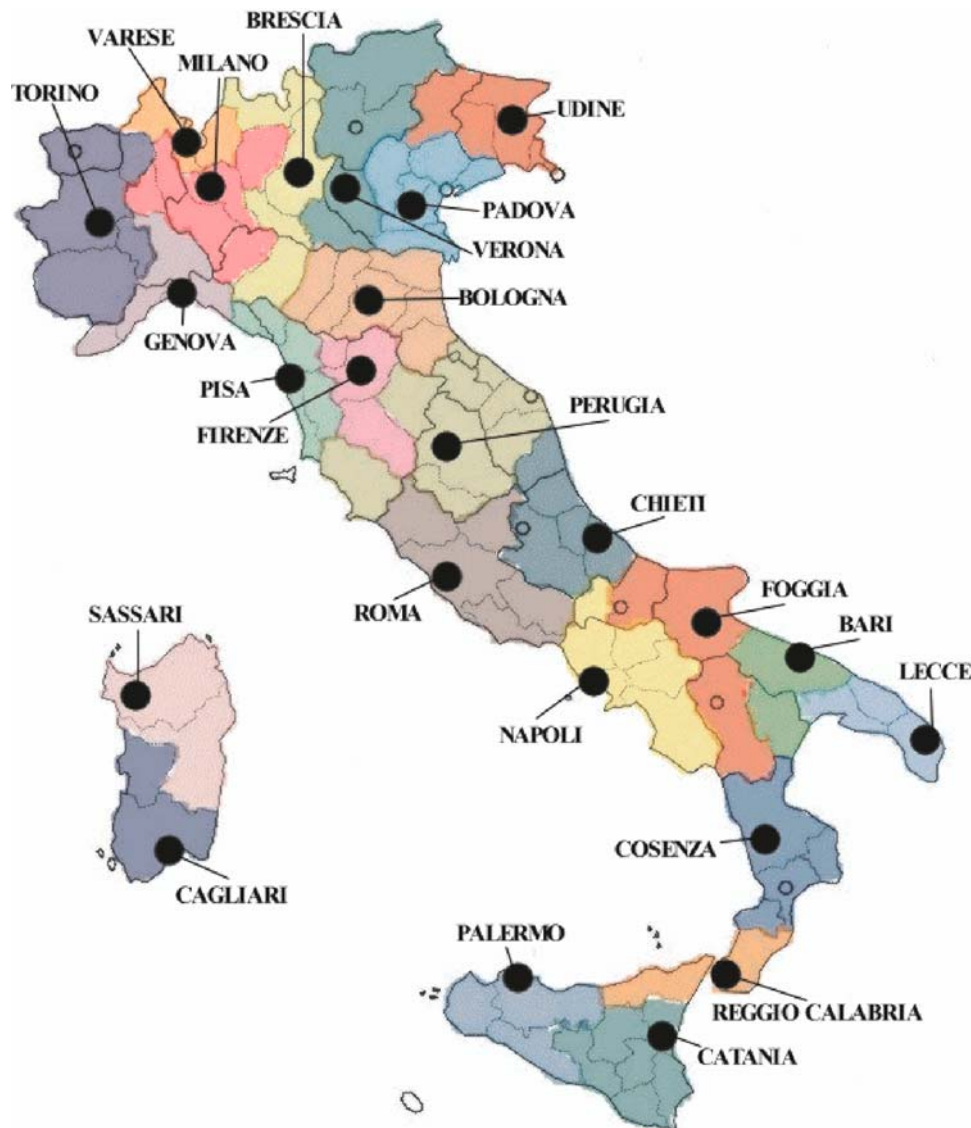 BRESCIA
VARESE
MILANO
TORINO
UDINE
PADOVA
VERONA
BOLOGNA
GENOVA
PISA
FIRENZE
PERUGIA
CHIETI
ROMA
FOGGIA
SASSARI
BARI
LECCE
NAPOLI
COSENZA
CAGLIARI
PALERMO
REGGIO CALABRIA
CATANIA